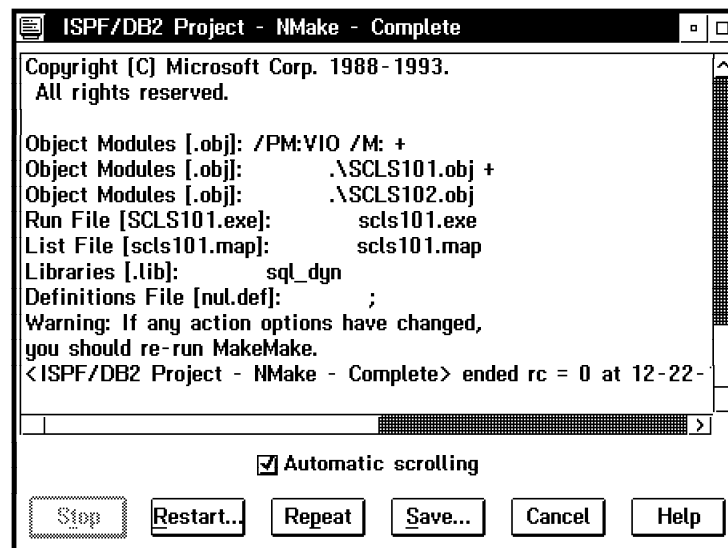 ISPF/DB2 Project - NMake - Complete
Copyright (C) Microsoft Corp. 1988-1993.
All rights reserved.
Object Modules [.obj]: /PM:VIO /M: +
Object Modules [.obj]: .\SCLS101.obj +
Object Modules [.obj]: .\SCLS102.obj
Run File [SCLS101.exe]: scls101.exe
List File [scls101.map]: scls101.map
Libraries [.lib]: sql_dyn
Definitions File [nul.def]: ;
Warning: If any action options have changed,
you should re-run MakeMake.
<ISPF/DB2 Project - NMake - Complete> ended rc = 0 at 12-22-
Automatic scrolling
Stop Restart... Repeat Save... Cancel Help